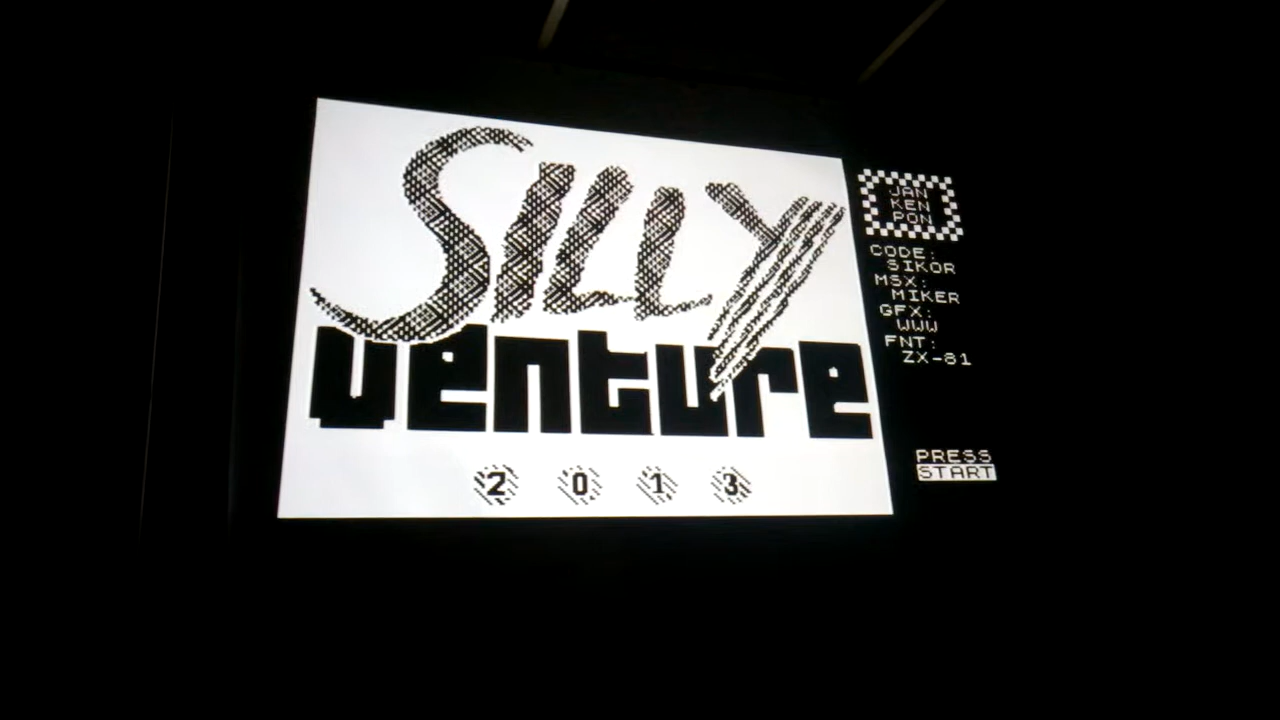 SILLY
venture
2 0 1 3
JAN
KEN
PON
CODE:
SIKOR
MSX:
MIKER
GFX:
WWW
FNT:
ZX-81
PRESS
START